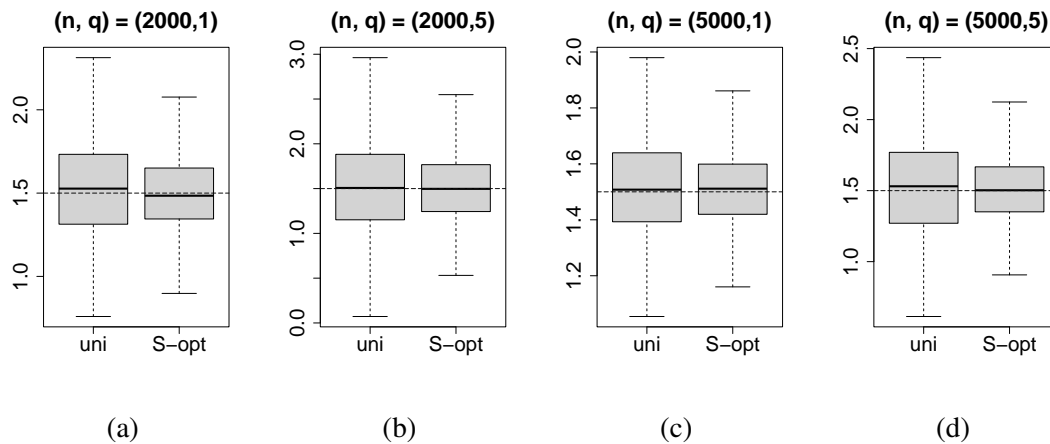 (n, q) = (2000,1)
(n, q) = (2000,5)
(n, q) = (5000,1)
(n, q) = (5000,5)
2.0
1.5
1.0
uni
S−opt
3.0
2.0
1.0
0.0
uni
S−opt
2.0
1.8
1.6
1.4
1.2
uni
S−opt
2.5
2.0
1.5
1.0
uni
S−opt
(a)
(b)
(c)
(d)